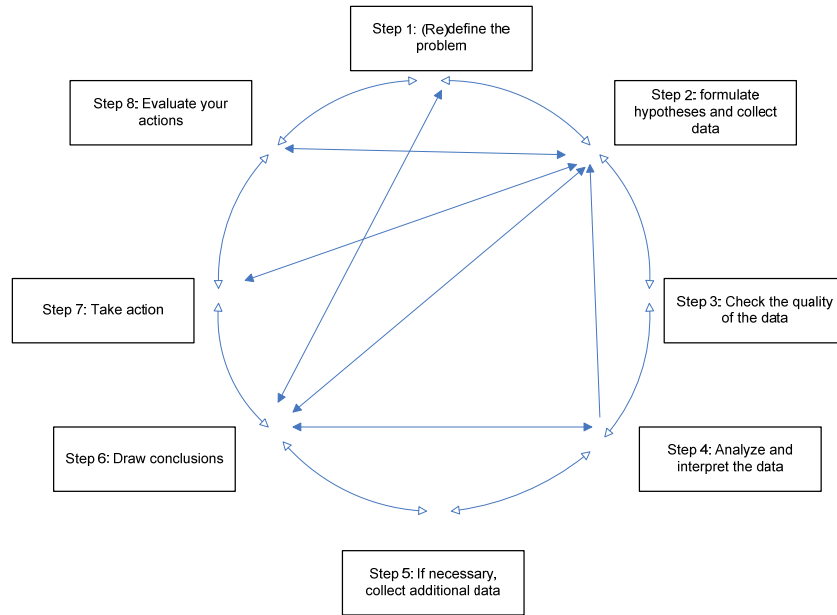 Step 1: (Re)define the
problem
Step 2: formulate
hypotheses and collect
data
Step 3: Check the quality
of the data
Step 4: Analyze and
interpret the data
Step 5: If necessary,
collect additional data
Step 6: Draw conclusions
Step 7: Take action
Step 8: Evaluate your
actions